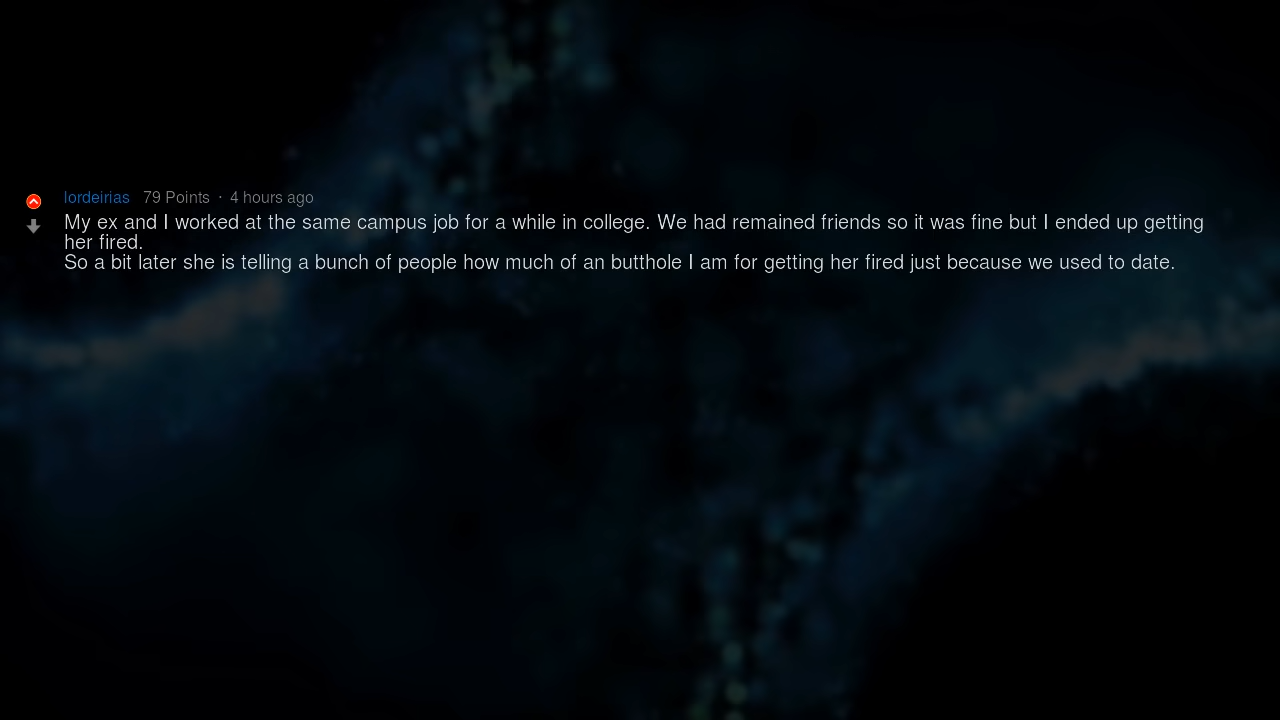 lordeirias 79 Points · 4 hours ago
My ex and I worked at the same campus job for a while in college. We had remained friends so it was fine but I ended up getting
her fired.
So a bit later she is telling a bunch of people how much of an butthole I am for getting her fired just because we used to date.